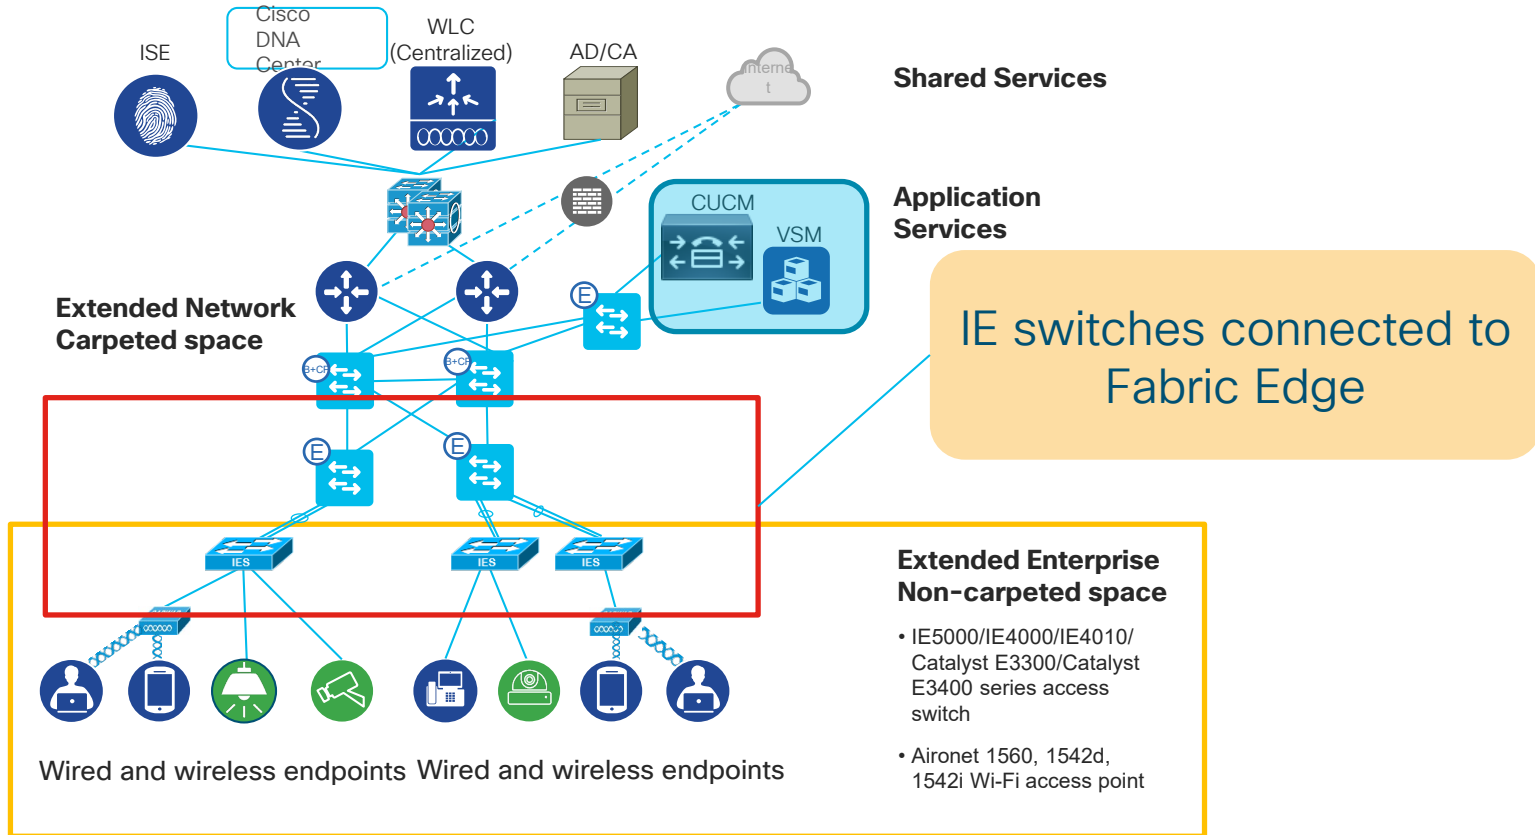 ISE
Cisco
DNA
Center
WLC
(Centralized)
AD/CA
Interne
t
Shared Services
CUCM
VSM
Application
Services
E
Extended Network
Carpeted space
B+CP
B+CP
IE switches connected to
Fabric Edge
E
E
IES
IES
IES
Extended Enterprise
Non-carpeted space
• IE5000/IE4000/IE4010/
Catalyst E3300/Catalyst
E3400 series access
switch
• Aironet 1560, 1542d,
1542i Wi-Fi access point
Wired and wireless endpoints
Wired and wireless endpoints